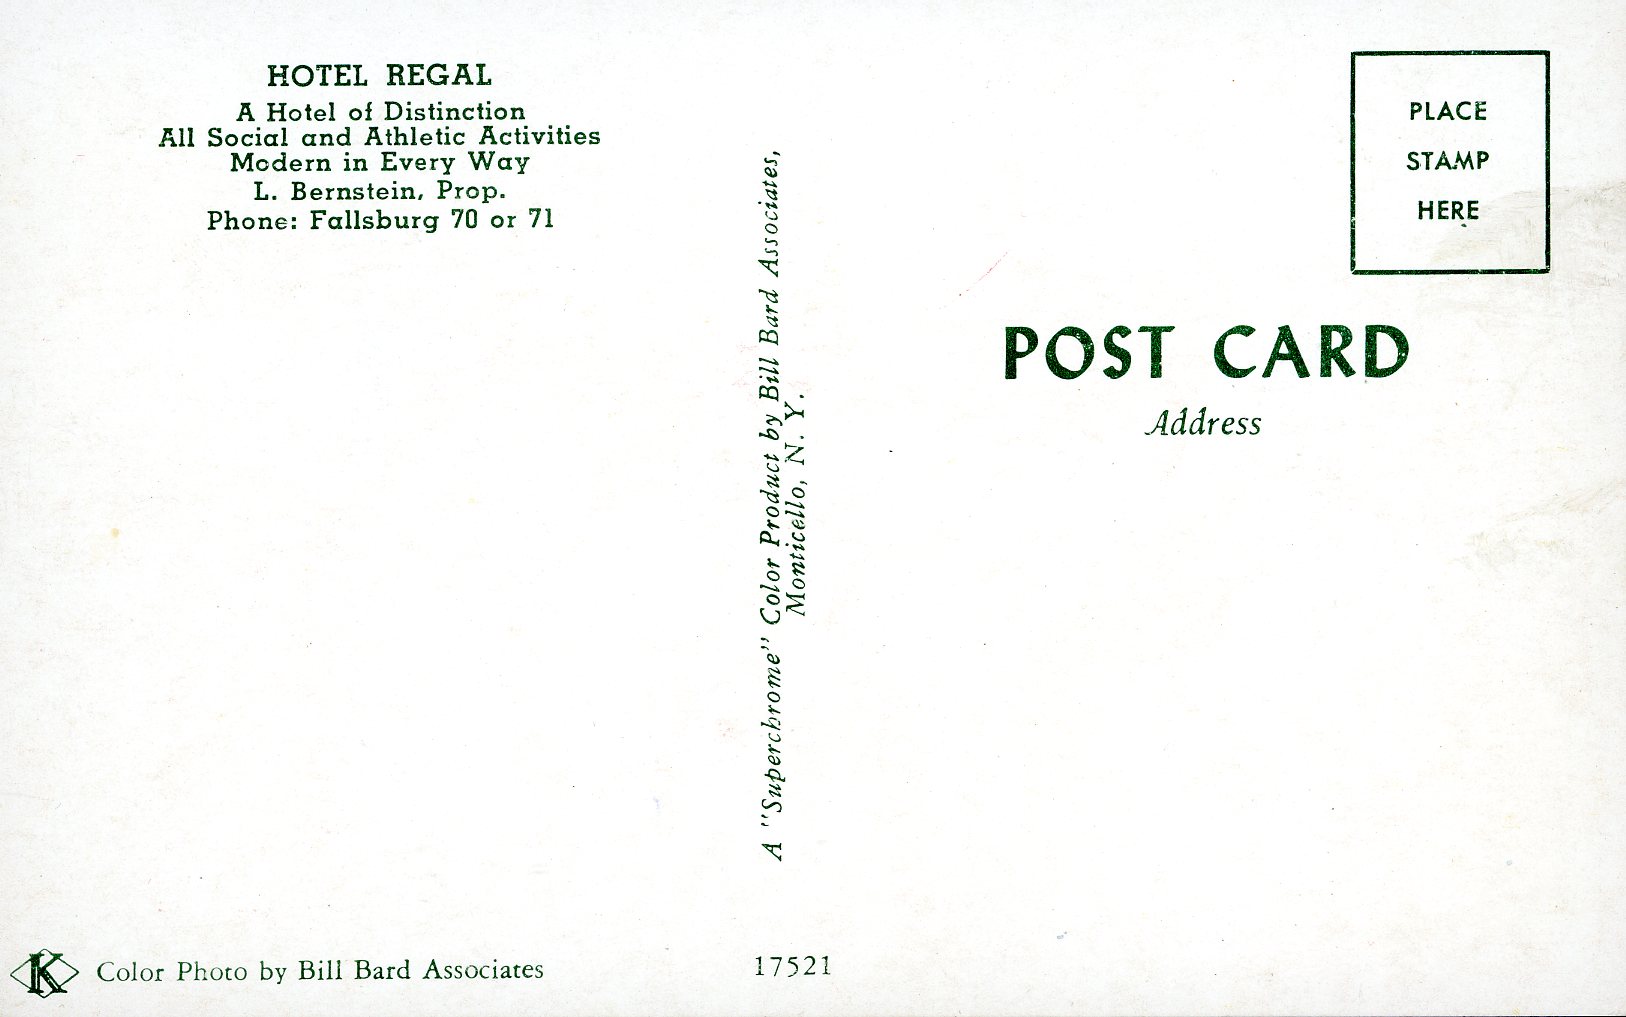 HOTEL REGAL
A Hotel of Distinction
All Social and Athletic Activities
Modern in Every Way
L. Bernstein, Prop.
Phone: Fallsburg 70 or 71
A "Superchrome" Color Product by Bill Bard Associates,
Monticello, N. Y.
PLACE
STAMP
HERE
POST CARD
Address
K Color Photo by Bill Bard Associates
17521